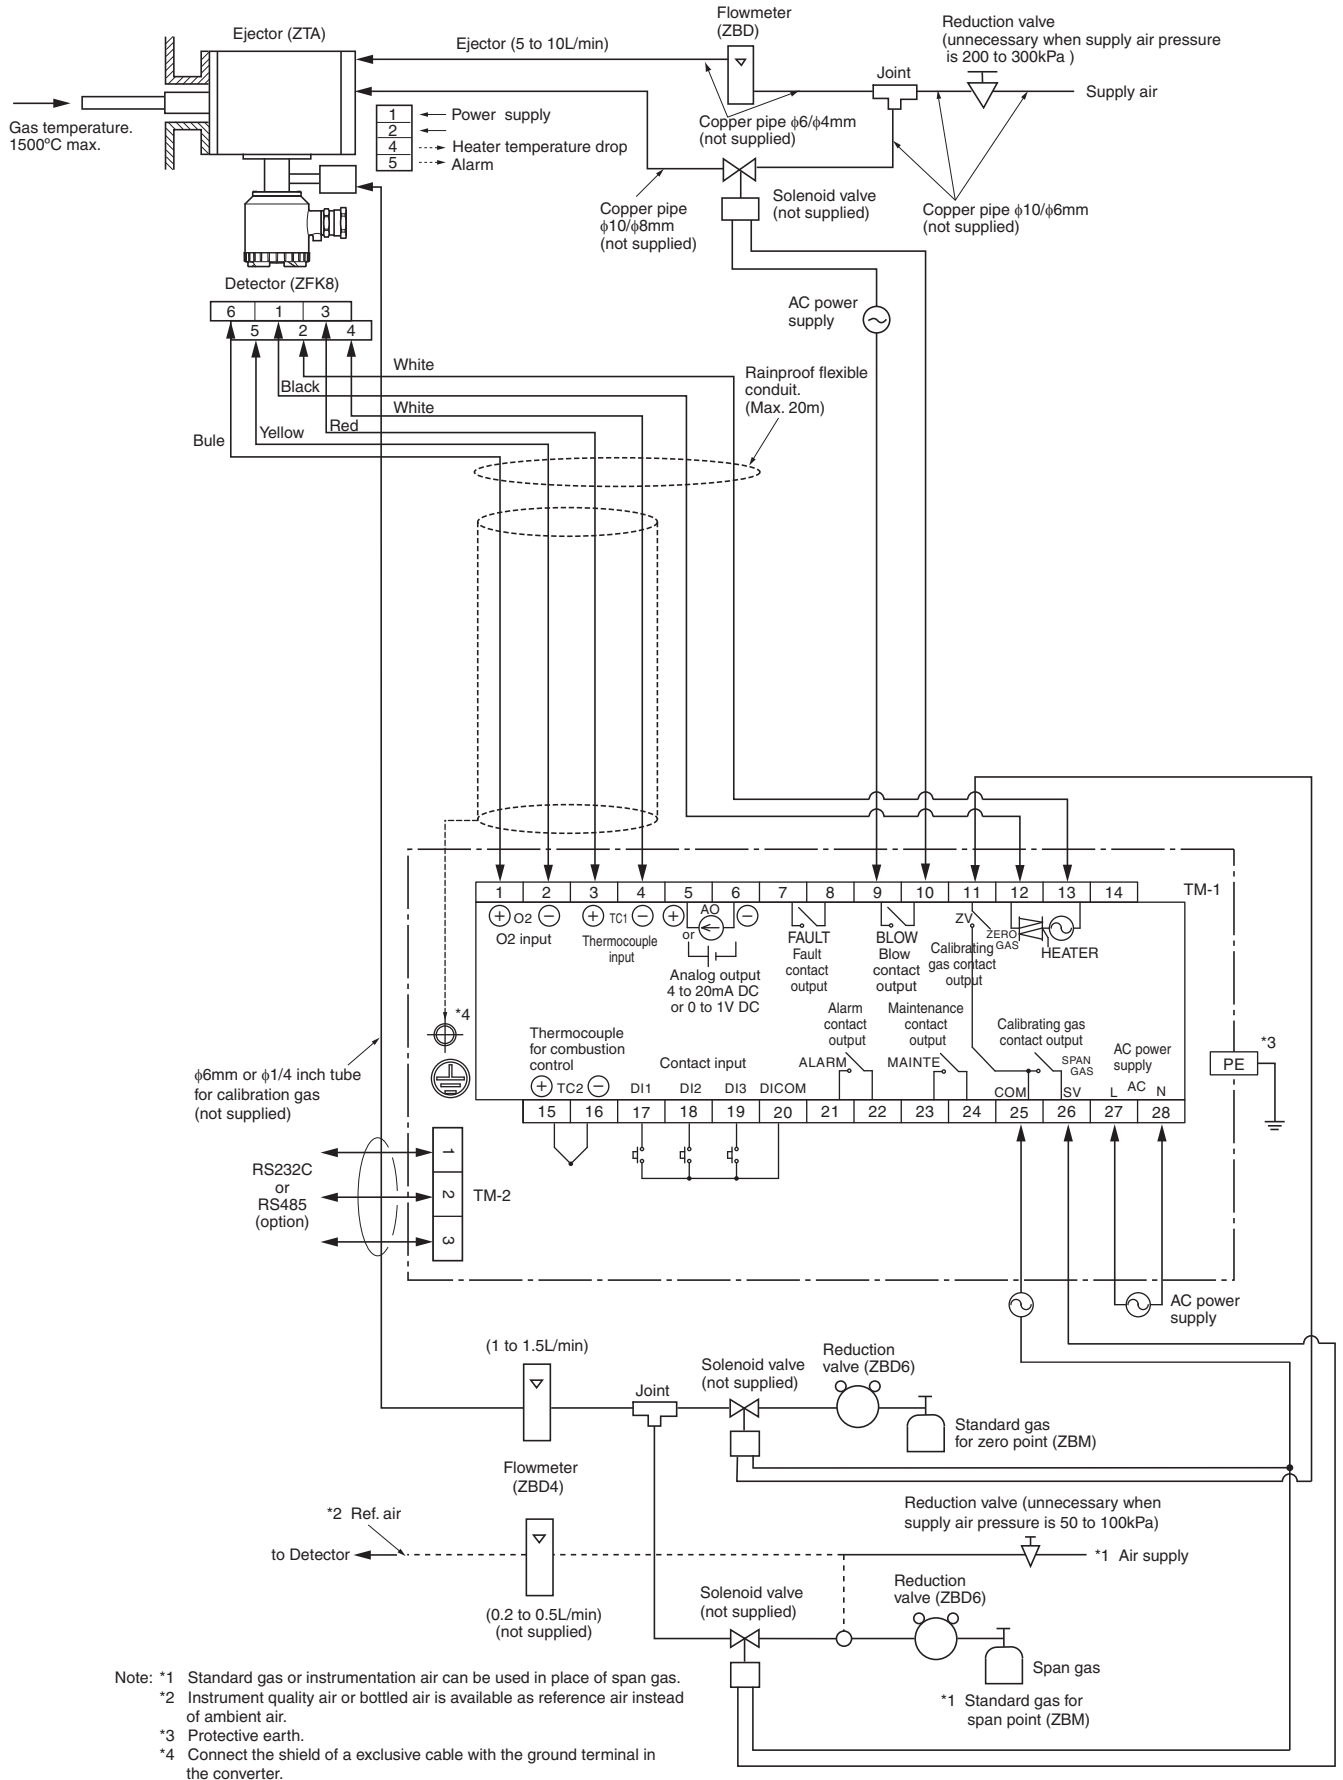 Flowmeter
(ZBD)
Reduction valve
(unnecessary when supply air pressure
is 200 to 300kPa )
Ejector (ZTA)
Ejector (5 to 10L/min)
Joint
Supply air
Gas temperature.
1500°C max.
1
2
4
5
Power supply
Heater temperature drop
Alarm
Copper pipe ϕ6/ϕ4mm
(not supplied)
Copper pipe
ϕ10/ϕ8mm
(not supplied)
Solenoid valve
(not supplied)
Copper pipe ϕ10/ϕ6mm
(not supplied)
Detector (ZFK8)
6 1 3
5 2 4
AC power
supply
White
Black
White
Red
Yellow
Bule
Rainproof flexible
conduit.
(Max. 20m)
1 2 3 4 5 6 7 8 9 10 11 12 13 14
TM-1
+ O2 −
O2 input
+ TC1 −
Thermocouple
input
+ AO −
or
Analog output
4 to 20mA DC
or 0 to 1V DC
FAULT
Fault
contact
output
BLOW
Blow
contact
output
ZV
ZERO
GAS
Calibrating
gas contact
output
HEATER
*4
Thermocouple
for combustion
control
+ TC2 −
Contact input
DI1 DI2 DI3 DICOM
Alarm
contact
output
ALARM
Maintenance
contact
output
MAINTE
Calibrating gas
contact output
SPAN
GAS
COM SV
AC power
supply
L AC N
*3
PE
15 16 17 18 19 20 21 22 23 24 25 26 27 28
ϕ6mm or ϕ1/4 inch tube
for calibration gas
(not supplied)
RS232C
or
RS485
(option)
1
2
3
TM-2
AC power
supply
(1 to 1.5L/min)
Joint
Solenoid valve
(not supplied)
Reduction
valve (ZBD6)
Standard gas
for zero point (ZBM)
Flowmeter
(ZBD4)
*2 Ref. air
to Detector
Reduction valve (unnecessary when
supply air pressure is 50 to 100kPa)
*1 Air supply
(0.2 to 0.5L/min)
(not supplied)
Solenoid valve
(not supplied)
Reduction
valve (ZBD6)
Span gas
*1 Standard gas for
span point (ZBM)
Note: *1 Standard gas or instrumentation air can be used in place of span gas.
*2 Instrument quality air or bottled air is available as reference air instead
of ambient air.
*3 Protective earth.
*4 Connect the shield of a exclusive cable with the ground terminal in
the converter.